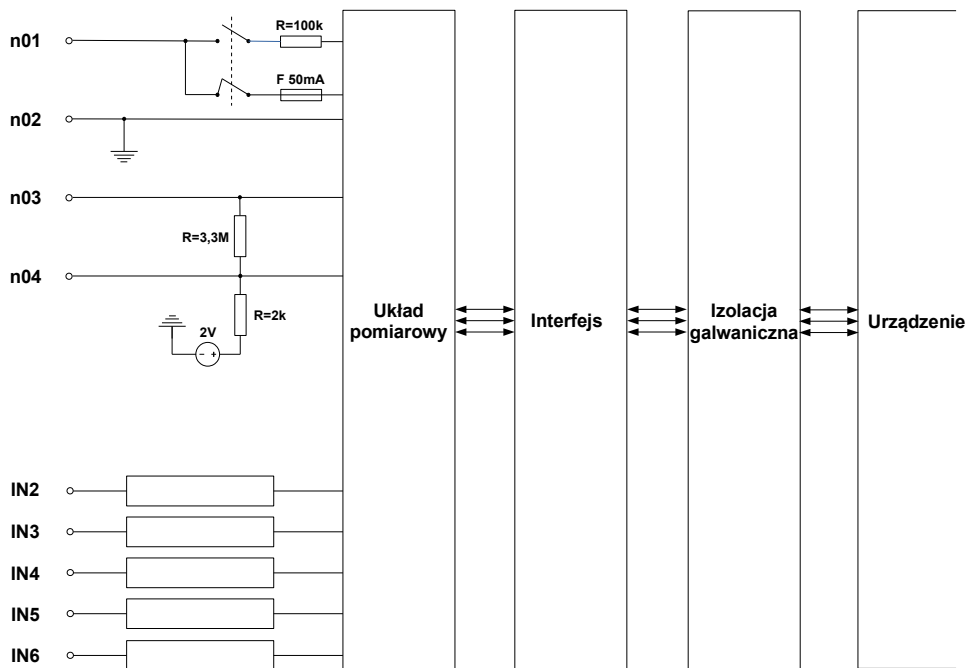 n01
R=100k
F 50mA
n02
n03
R=3,3M
n04
R=2k
2V
- +
Układ
pomiarowy
Interfejs
Izolacja
galwaniczna
Urządzenie
IN2
IN3
IN4
IN5
IN6